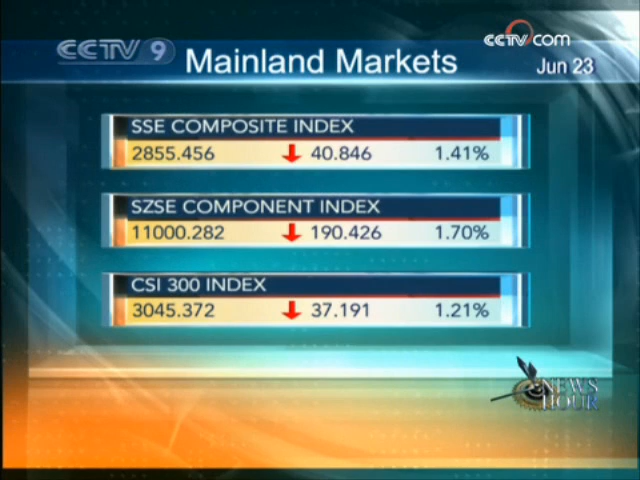 CCTV 9
CCTV.COM
Mainland Markets
Jun 23
SSE COMPOSITE INDEX
2855.456 40.846 1.41%
SZSE COMPONENT INDEX
11000.282 190.426 1.70%
CSI 300 INDEX
3045.372 37.191 1.21%
NEWS
HOUR